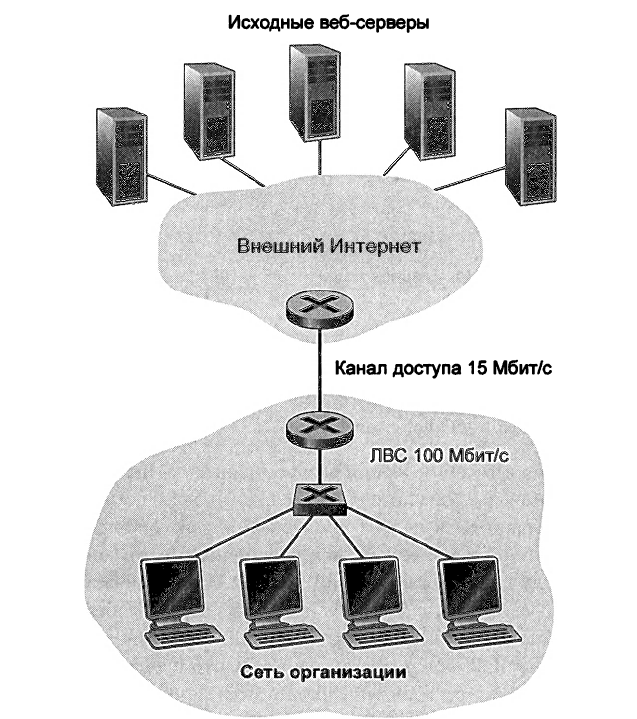 Исходные веб-серверы
Внешний Интернет
Канал доступа 15 Мбит/с
ЛВС 100 Мбит/с
Сеть организации